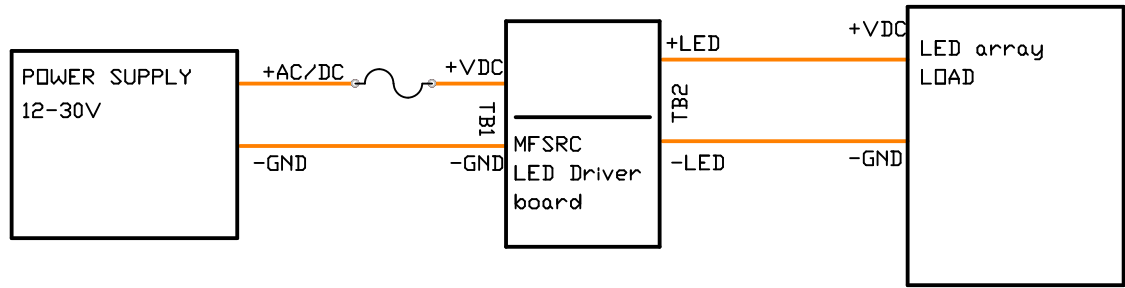 POWER SUPPLY
12-30V
+AC/DC
-GND
+VDC
TB1
-GND
MFSRC
LED Driver
board
+LED
TB2
-LED
+VDC
-GND
LED array
LOAD